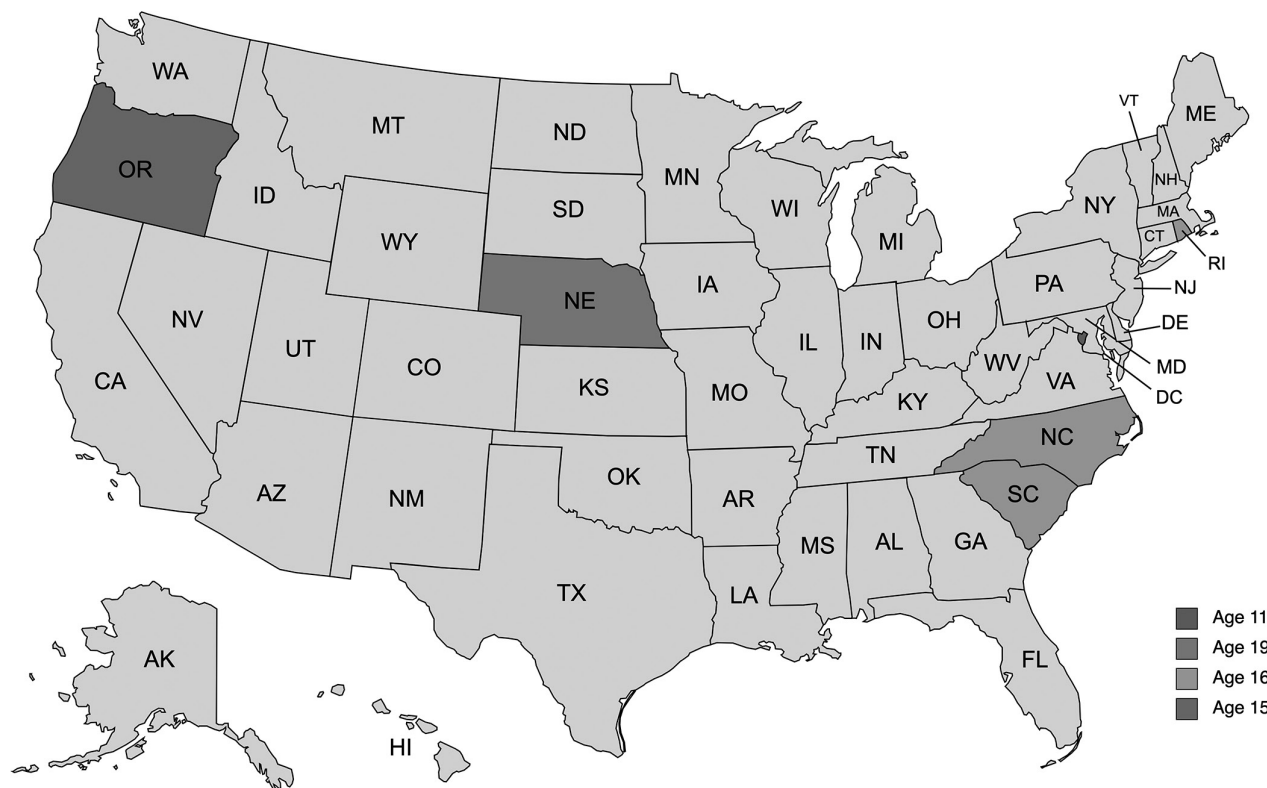 WA
MT
ND
MN
VT
ME
OR
ID
SD
WI
MI
NY
NH
MA
CT
RI
WY
NE
IA
PA
NJ
NV
UT
CO
IL
IN
OH
DE
MD
DC
WV
VA
CA
KS
MO
KY
NC
TN
SC
AZ
NM
OK
AR
MS
AL
GA
TX
LA
FL
AK
HI
Age 11
Age 19
Age 16
Age 15